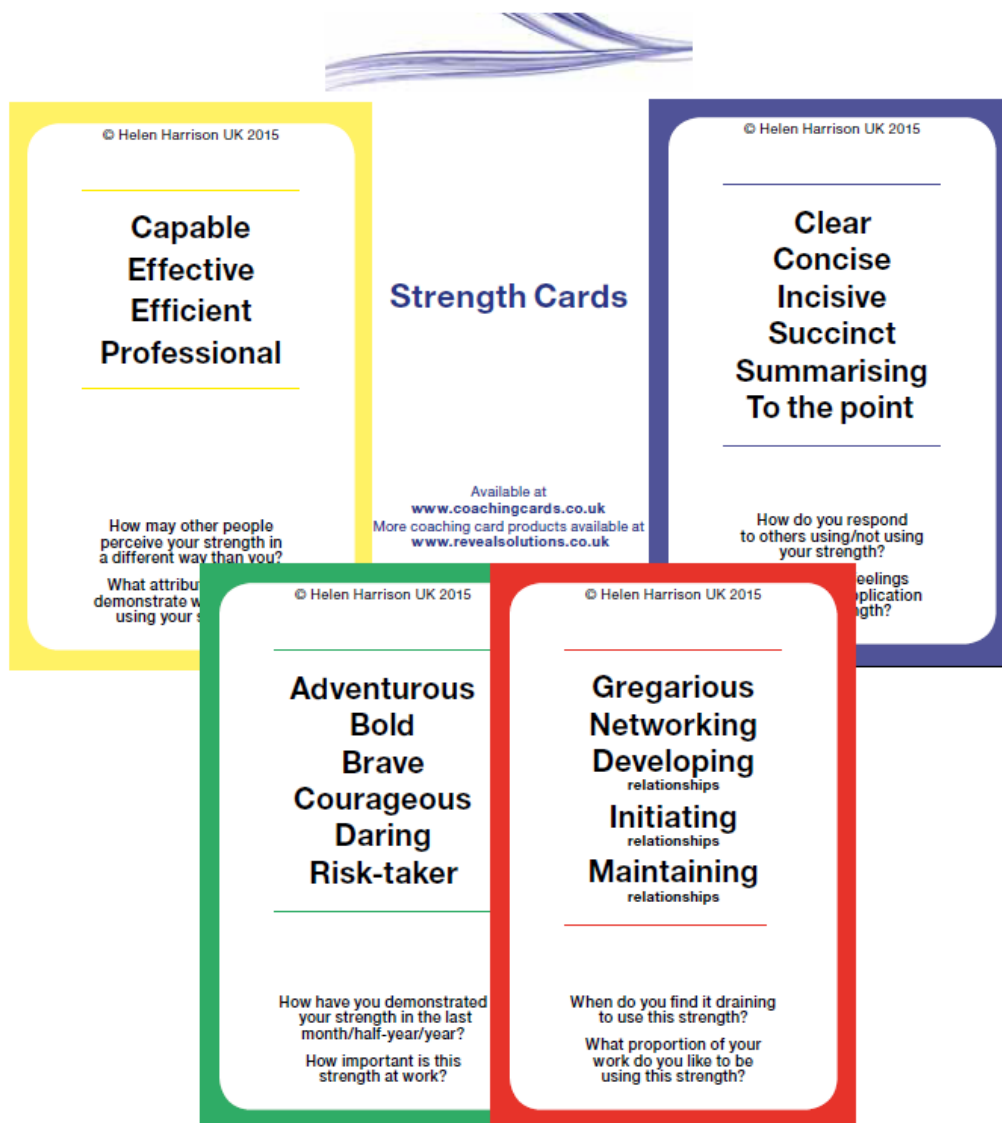 © Helen Harrison UK 2015
Capable
Effective
Efficient
Professional
How may other people
perceive your strength in
a different way than you?
What
demonstrate
using your
Strength Cards
Available at
www.coachingcards.co.uk
More coaching card products available at
www.revealsolutions.co.uk
© Helen Harrison UK 2015
Clear
Concise
Incisive
Succinct
Summarising
To the point
How do you respond
to others using/not using
your strength?
© Helen Harrison UK 2015
Adventurous
Bold
Brave
Courageous
Daring
Risk-taker
How have you demonstrated
your strength in the last
month/half-year/year?
How important is this
strength at work?
© Helen Harrison UK 2015
Gregarious
Networking
Developing
relationships
Initiating
relationships
Maintaining
relationships
When do you find it draining
to use this strength?
What proportion of your
work do you like to be
using this strength?